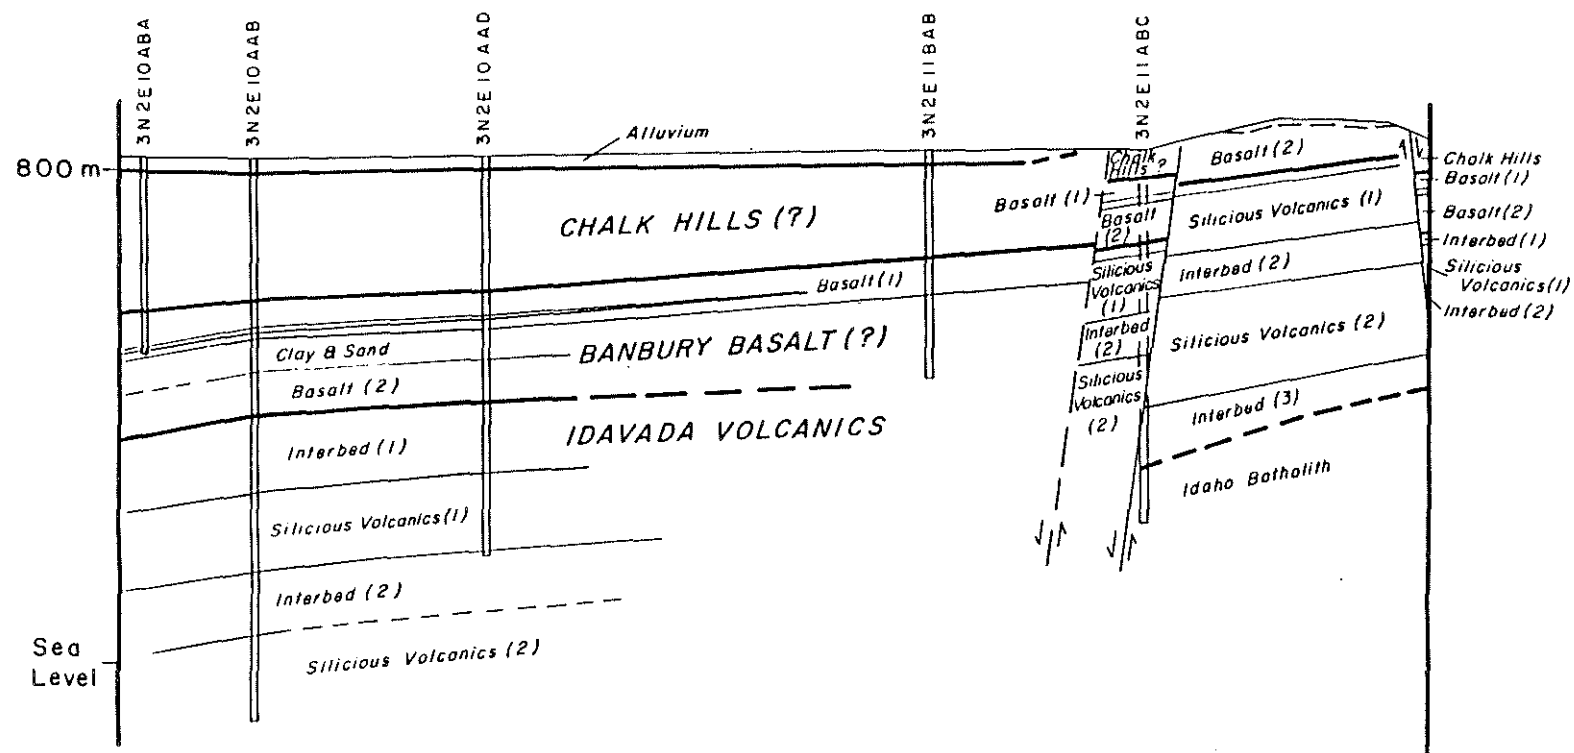 3N2E10ABA
3N2E10AAB
3N2E10AAD
3N2E11BAB
3N2E11ABC
Alluvium
800 m
CHALK HILLS (?)
Basalt (1)
BANBURY BASALT (?)
Clay & Sand
Basalt (2)
IDAVADA VOLCANICS
Interbed (1)
Silicious Volcanics (1)
Interbed (2)
Silicious Volcanics (2)
Sea
Level
Chalk
Hills ?
Basalt (1)
Basalt
(2)
Silicious
Volcanics
(1)
Interbed
(2)
Silicious
Volcanics
(2)
Basalt (2)
Silicious Volcanics (1)
Interbed (2)
Silicious Volcanics (2)
Interbed (3)
Idaho Batholith
Chalk Hills
Basalt (1)
Basalt (2)
Interbed (1)
Silicious
Volcanics (1)
Interbed (2)